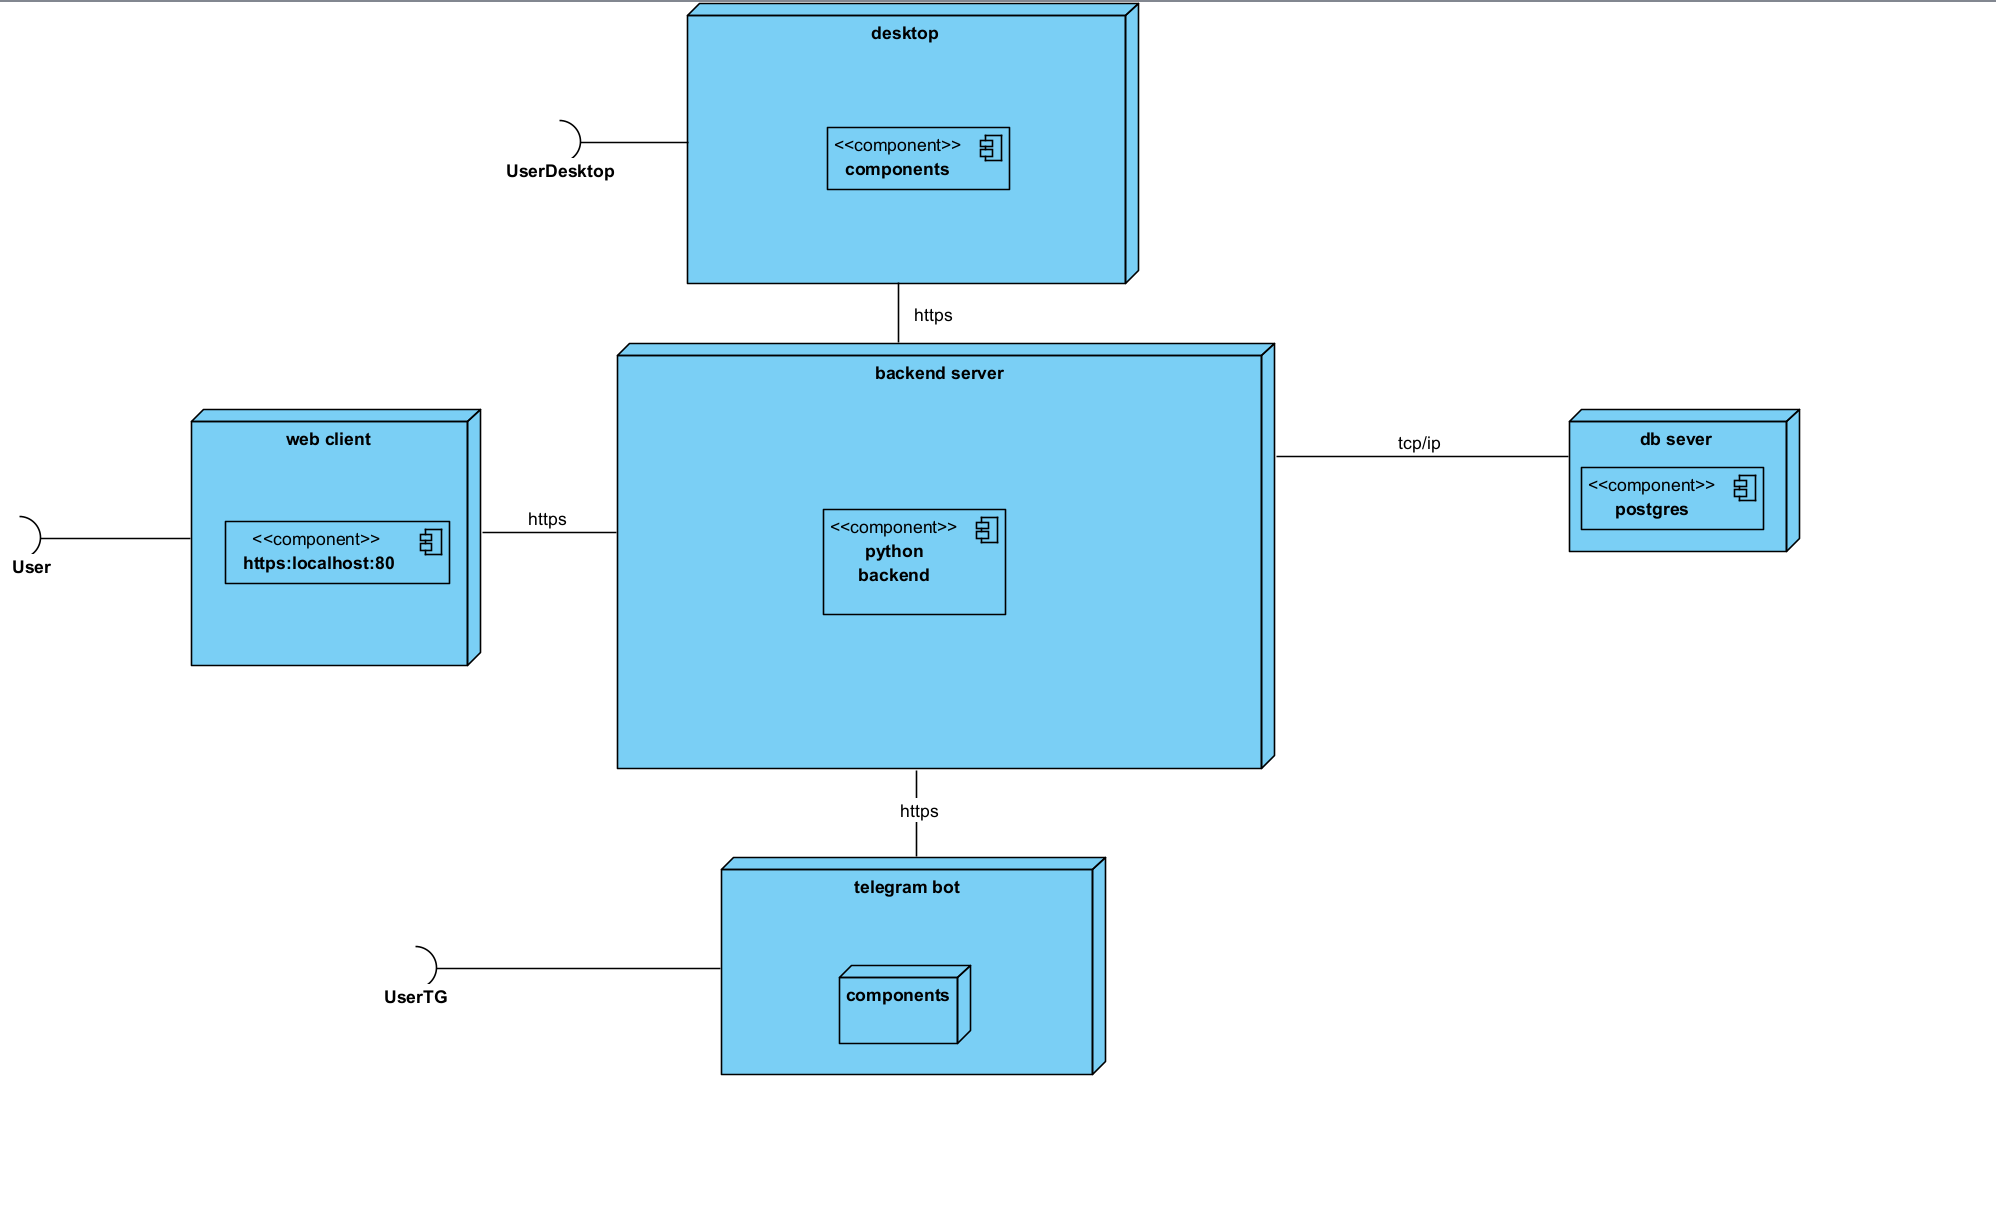 desktop
<<component>>
components
UserDesktop
https
backend server
web client
<<component>>
https:localhost:80
User
https
<<component>>
python
backend
tcp/ip
db sever
<<component>>
postgres
https
telegram bot
components
UserTG